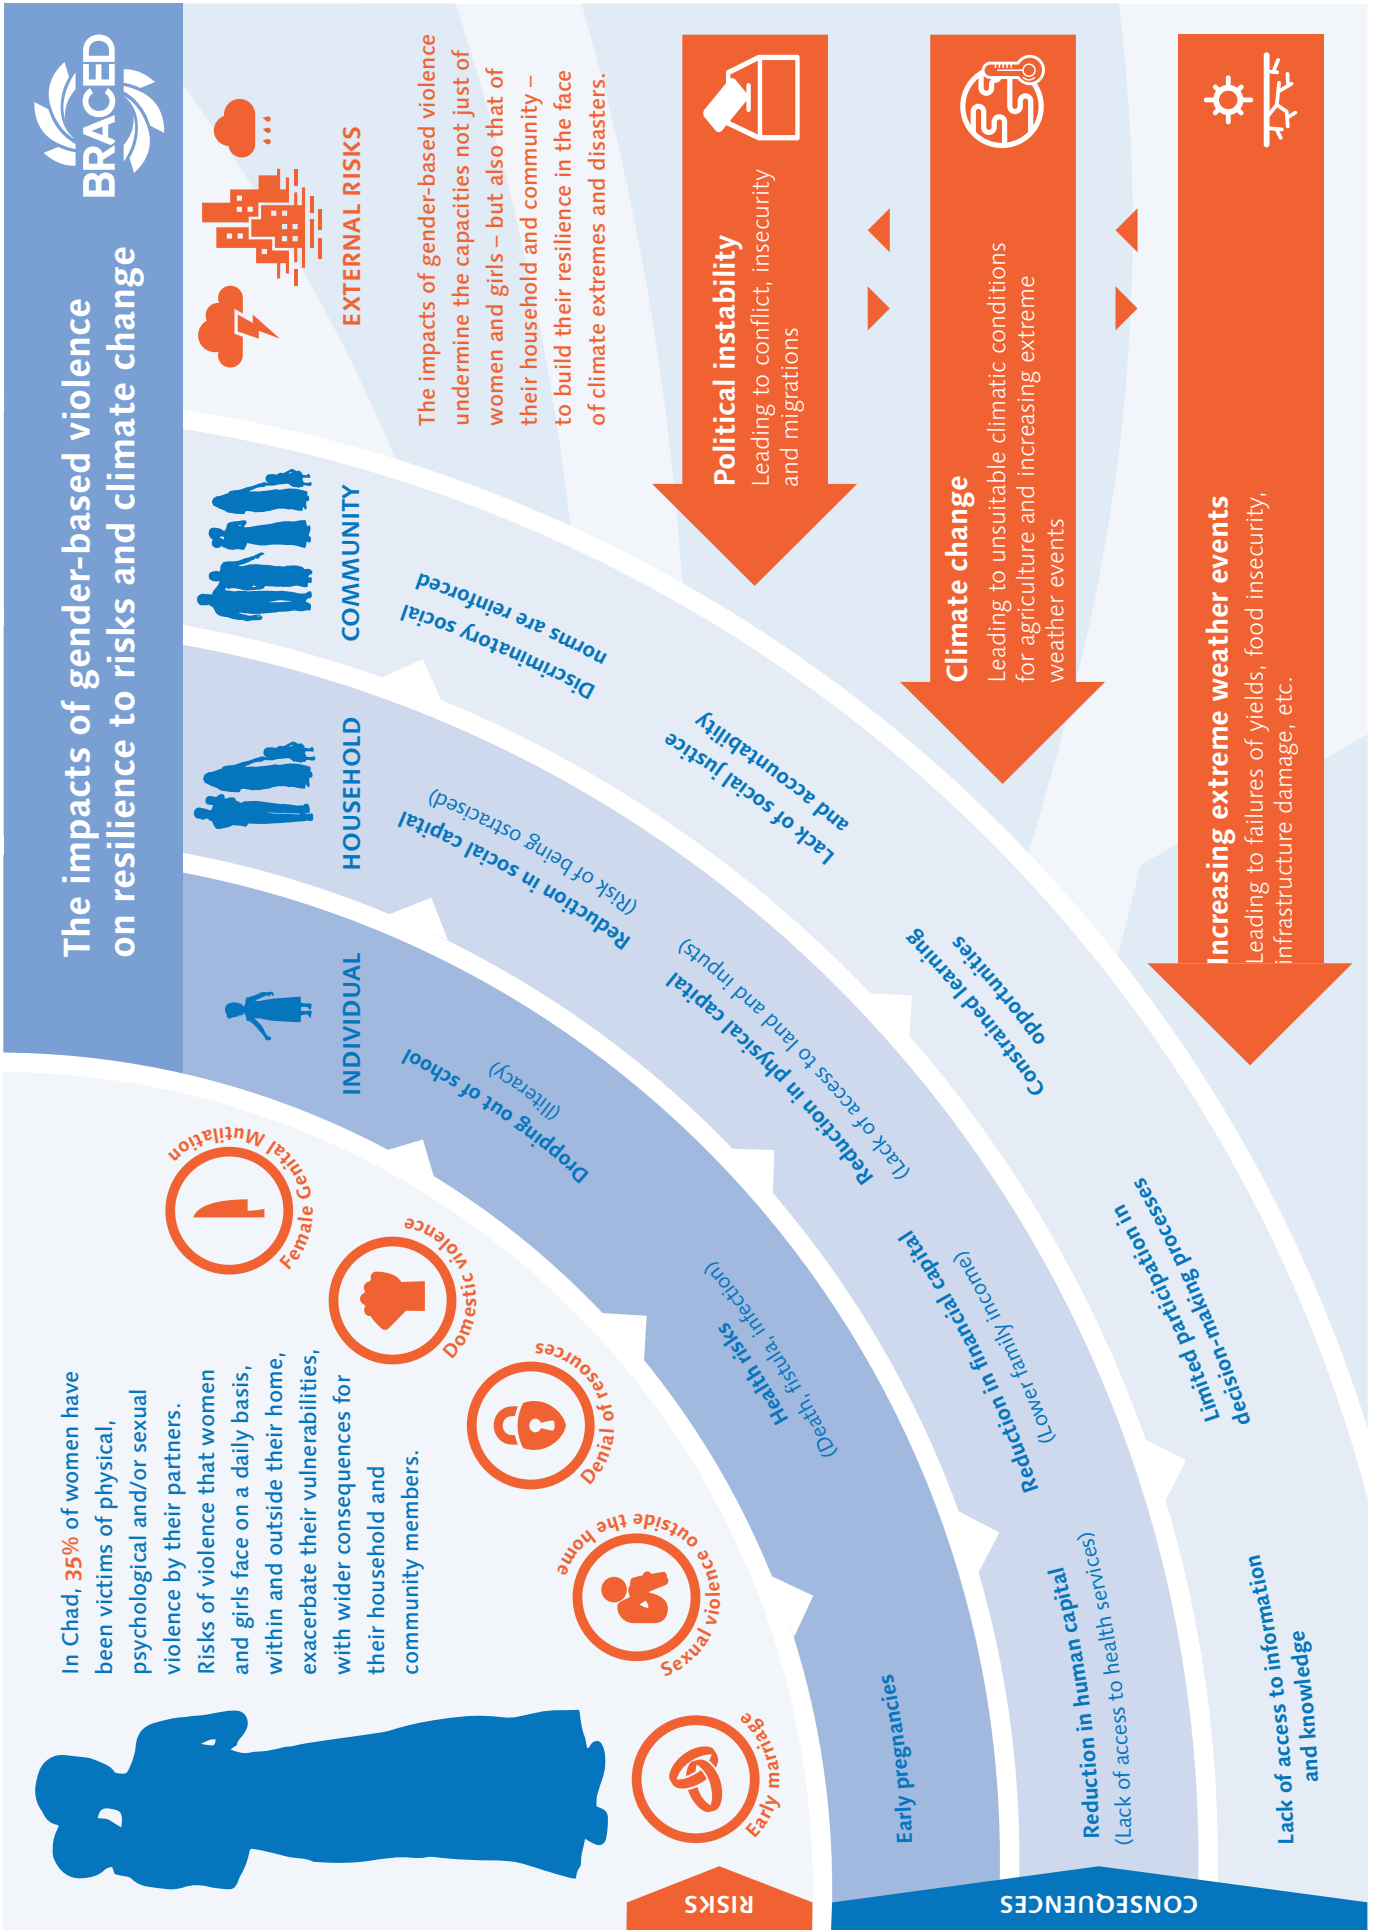 The impacts of gender-based violence
on resilience to risks and climate change
BRACED
In Chad, 35% of women have
been victims of physical,
psychological and/or sexual
violence by their partners.
Risks of violence that women
and girls face on a daily basis,
within and outside their home,
exacerbate their vulnerabilities,
with wider consequences for
their household and
community members.
RISKS
Early marriage
Sexual violence outside the home
Denial of resources
Domestic violence
Female Genital Mutilation
CONSEQUENCES
INDIVIDUAL
Early pregnancies
Health risks
(Death, fistula, infection)
Dropping out of school
(Iliteracy)
HOUSEHOLD
Reduction in human capital
(Lack of access to health services)
Reduction in financial capital
(Lower family income)
Reduction in physical capital
(Lack of access to land and inputs)
Reduction in social capital
(Risk of being ostracised)
COMMUNITY
Lack of access to information
and knowledge
Limited participation in
decision-making processes
Constrained learning
opportunities
Lack of social justice
and accountability
Discriminatory social
norms are reinforced
EXTERNAL RISKS
The impacts of gender-based violence
undermine the capacities not just of
women and girls – but also that of
their household and community –
to build their resilience in the face
of climate extremes and disasters.
Political instability
Leading to conflict, insecurity
and migrations
Climate change
Leading to unsuitable climatic conditions
for agriculture and increasing extreme
weather events
Increasing extreme weather events
Leading to failures of yields, food insecurity,
infrastructure damage, etc.